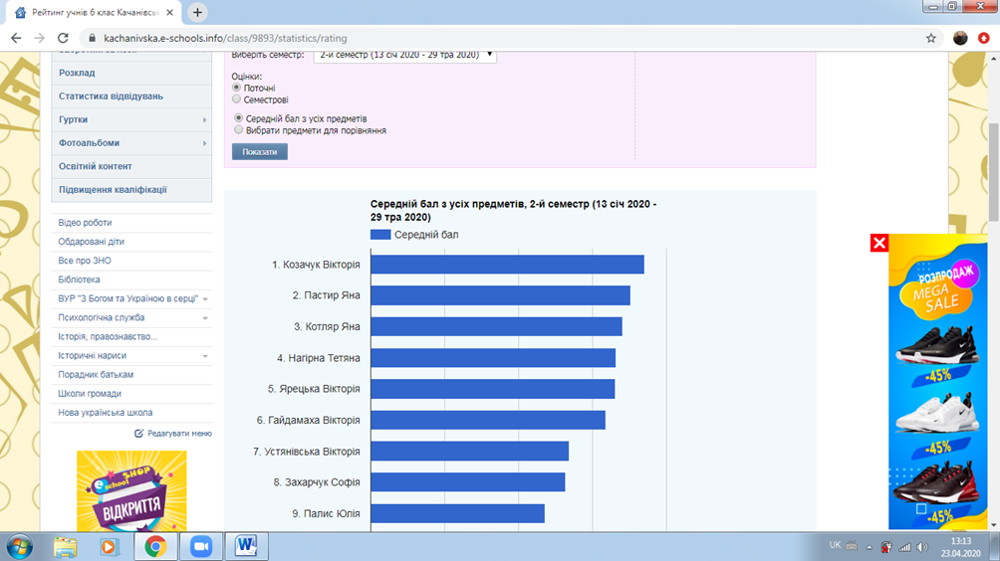 Рейтинг учнів 6 клас Качанівськ
kachanivska.e-schools.info/class/9893/statistics/rating
Розклад
Статистика відвідувань
Гуртки
Фотоальбоми
Освітній контент
Підвищення кваліфікації
Відео роботи
Обдаровані діти
Все про ЗНО
Бібліотека
ВУР "З Богом та Україною в серці"
Психологічна служба
Історія, правознавство...
Історичні нариси
Порадник батькам
Школи громади
Нова українська школа
Редагувати меню
e school SHOP
ВІДКРИТТЯ
Виберіть семестр:
2-й семестр (13 січ 2020 - 29 тра 2020)
Оцінки:
Поточні
Семестрові
Середній бал з усіх предметів
Вибрати предмети для порівняння
Показати
Середній бал з усіх предметів, 2-й семестр (13 січ 2020 -
29 тра 2020)
Середній бал
1. Козачук Вікторія
2. Пастир Яна
3. Котляр Яна
4. Нагірна Тетяна
5. Ярецька Вікторія
6. Гайдамаха Вікторія
7. Устянівська Вікторія
8. Захарчук Софія
9. Палис Юлія
РОЗПРОДАЖ
MEGA
SALE
-45%
-45%
-45%
UK
13:13
23.04.2020